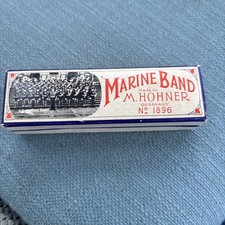 MARINE BAND
MADE BY
M. HOHNER
GERMANY
No 1896